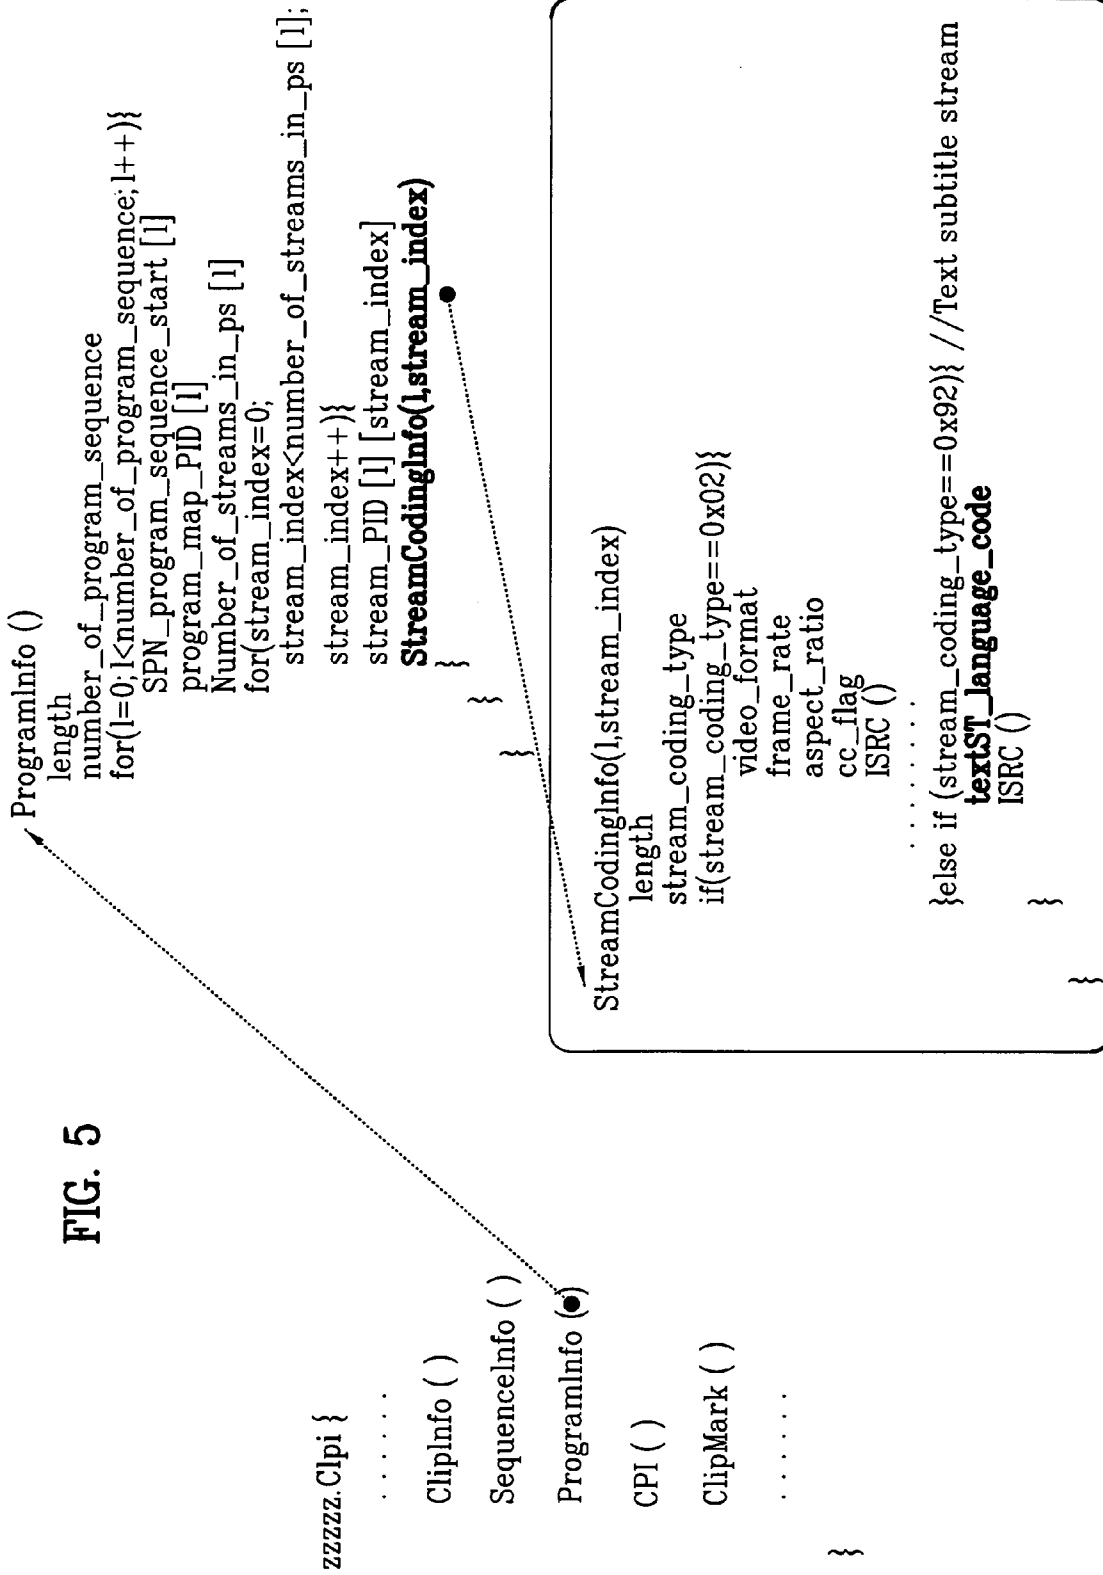 FIG. 5
zzzzz.Clpi {
. . . . . . .
ClipInfo ( )
SequenceInfo ( )
ProgramInfo ( )
CPI ( )
ClipMark ( )
. . . . . . .
}
ProgramInfo ()
length
number_of_program_sequence
for(l=0;l<number_of_program_sequence;l++){
SPN_program_sequence_start [l]
program_map_PID [l]
Number_of_streams_in_ps [l]
for(stream_index=0;
stream_index<number_of_streams_in_ps [l];
stream_index++){
stream_PID [l] [stream_index]
StreamCodingInfo(l,stream_index)
}
}
}
StreamCodingInfo(l,stream_index)
length
stream_coding_type
if(stream_coding_type==0x02){
video_format
frame_rate
aspect_ratio
cc_flag
ISRC ()
. . . . . . . .
}else if (stream_coding_type==0x92){ //Text subtitle stream
textST_language_code
ISRC ()
}
}